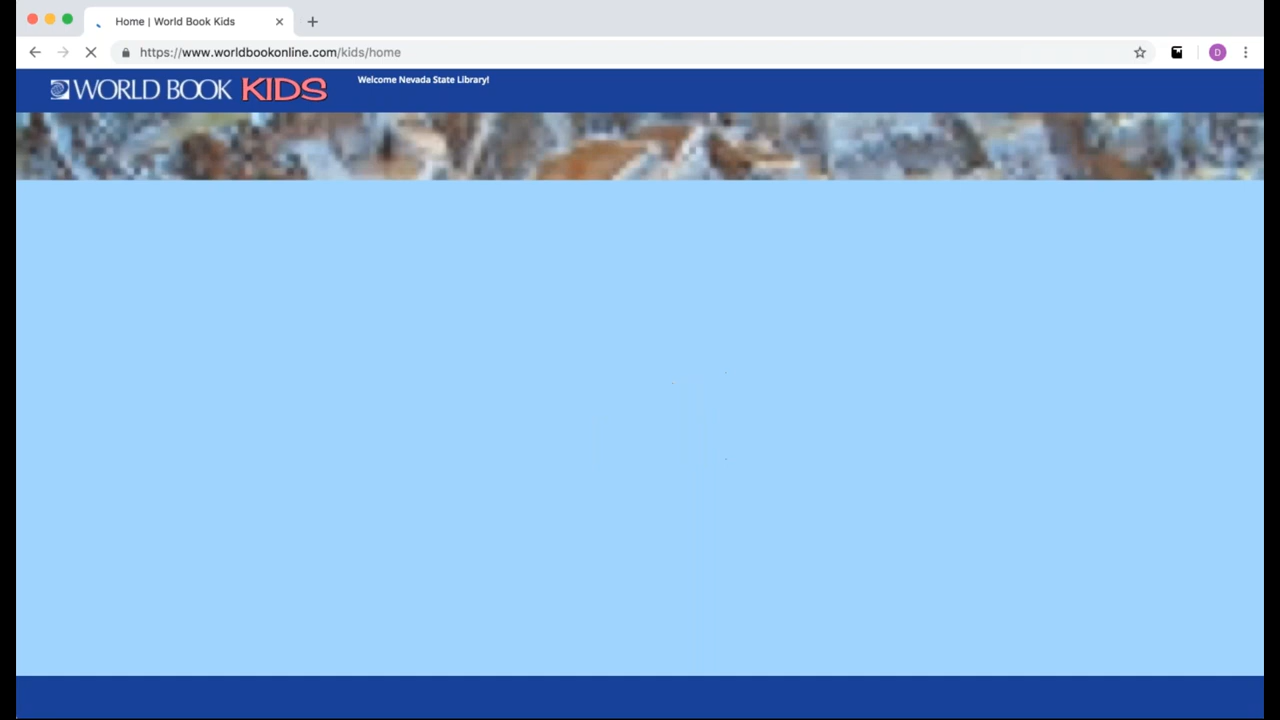 Home | World Book Kids
https://www.worldbookonline.com/kids/home
D
WORLD BOOK KIDS
Welcome Nevada State Library!